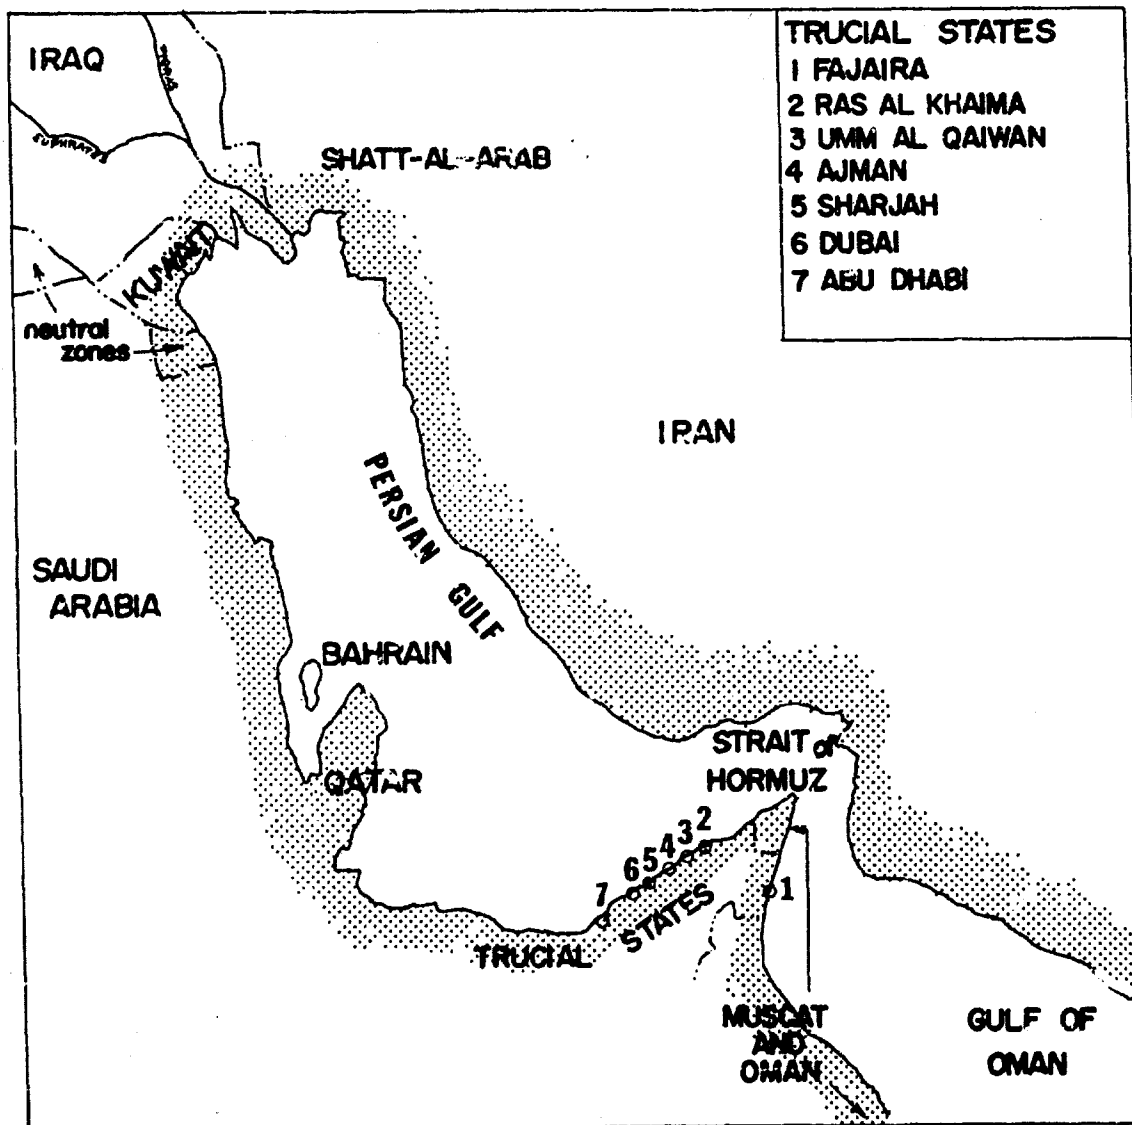 TRUCIAL STATES
1 FAJAIRA
2 RAS AL KHAIMA
3 UMM AL QAIWAN
4 AJMAN
5 SHARJAH
6 DUBAI
7 ABU DHABI
IRAQ
TIGRIS
EUPHRATES
SHATT-AL-ARAB
KUWAIT
neutral
zones
IRAN
PERSIAN GULF
SAUDI
ARABIA
BAHRAIN
QATAR
STRAIT of
HORMUZ
2
3
4
5
6
7
1
TRUCIAL STATES
MUSCAT
AND
OMAN
GULF OF
OMAN